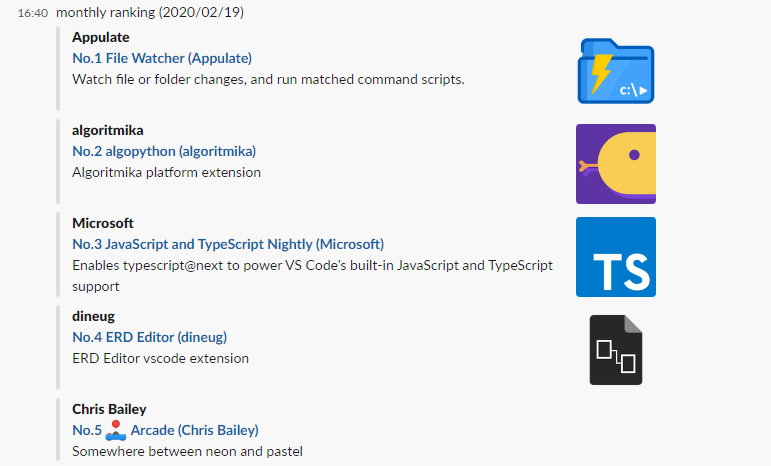 16:40 monthly ranking (2020/02/19)
Appulate
No.1 File Watcher (Appulate)
Watch file or folder changes, and run matched command scripts.
c:\
algoritmika
No.2 algopython (algoritmika)
Algoritmika platform extension
Microsoft
No.3 JavaScript and TypeScript Nightly (Microsoft)
Enables typescript@next to power VS Code's built-in JavaScript and TypeScript
support
TS
dineug
No.4 ERD Editor (dineug)
ERD Editor vscode extension
Chris Bailey
No.5 🕹️ Arcade (Chris Bailey)
Somewhere between neon and pastel